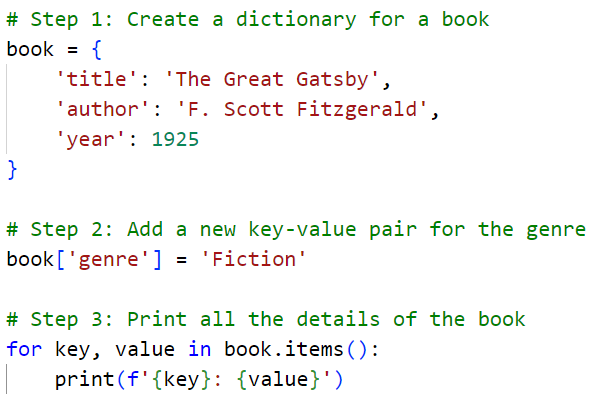 # Step 1: Create a dictionary for a book
book = {
    'title': 'The Great Gatsby',
    'author': 'F. Scott Fitzgerald',
    'year': 1925
}
# Step 2: Add a new key-value pair for the genre
book['genre'] = 'Fiction'
# Step 3: Print all the details of the book
for key, value in book.items():
    print(f'{key}: {value}')